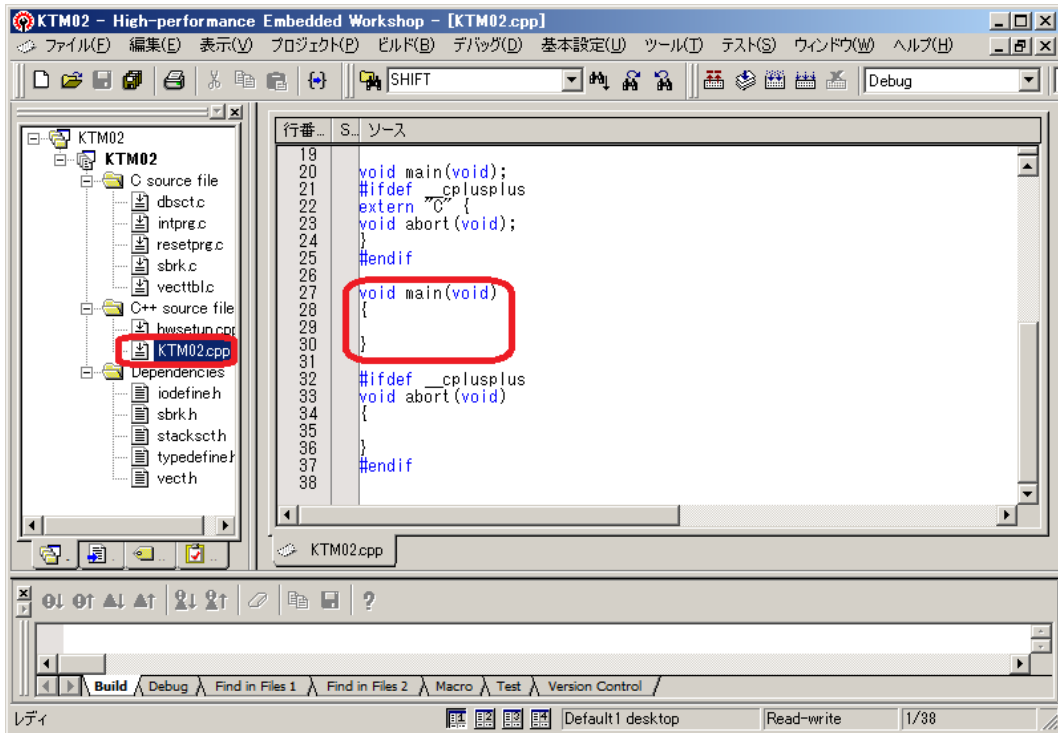 KTM02 - High-performance Embedded Workshop - [KTM02.cpp]
ファイル(F) 編集(E) 表示(V) プロジェクト(P) ビルド(B) デバッグ(D) 基本設定(U) ツール(T) テスト(S) ウィンドウ(W) ヘルプ(H)
SHIFT
Debug
KTM02
KTM02
C source file
dbsct.c
intprg.c
resetprg.c
sbrk.c
vecttbl.c
C++ source file
hwsetup.cpp
KTM02.cpp
Dependencies
iodefine.h
sbrk.h
stacksct.h
typedefine.h
vect.h
行番... S... ソース
19
20 void main(void);
21 #ifdef __cplusplus
22 extern "C" {
23 void abort(void);
24 }
25 #endif
26
27 void main(void)
28 {
29
30 }
31
32 #ifdef __cplusplus
33 void abort(void)
34 {
35
36 }
37 #endif
38
KTM02.cpp
Build Debug Find in Files 1 Find in Files 2 Macro Test Version Control
レディ Default1 desktop Read-write 1/38